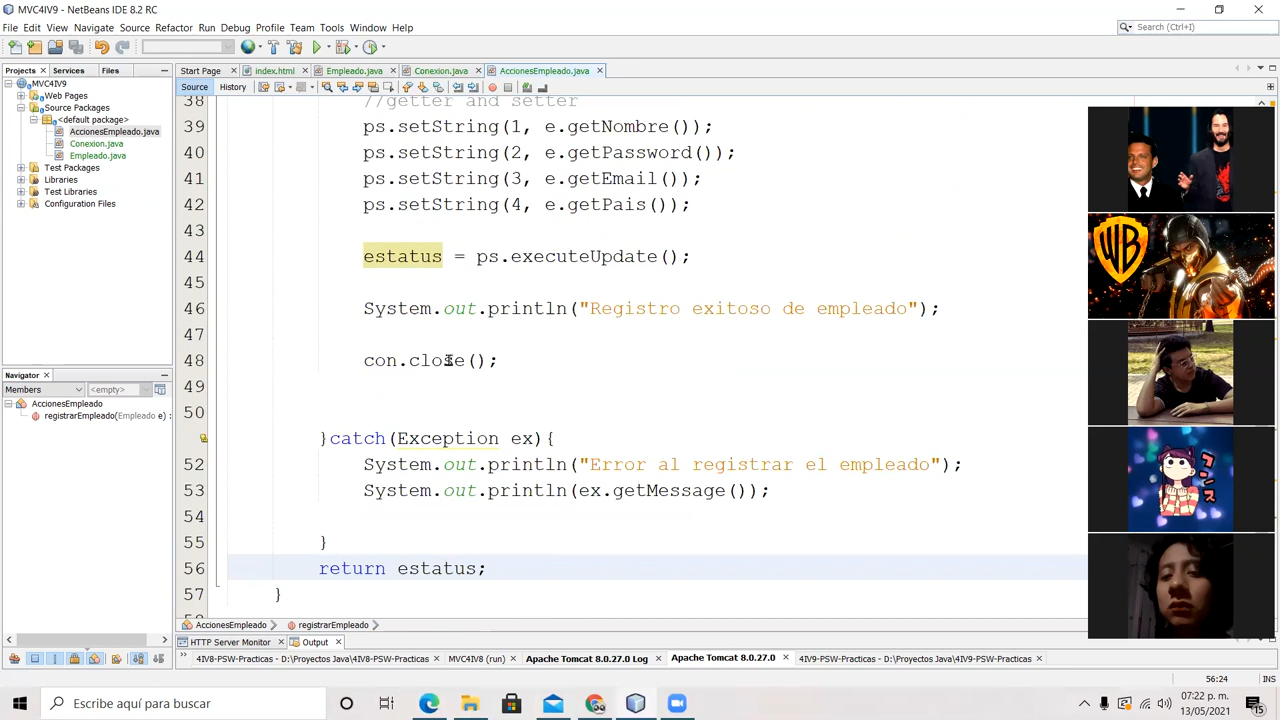 MVC4IV9 - NetBeans IDE 8.2 RC
File Edit View Navigate Source Refactor Run Debug Profile Team Tools Window Help
Search (Ctrl+I)
Projects Services Files
Start Page index.html Empleado.java Conexion.java AccionesEmpleado.java
MVC4IV9
Web Pages
Source Packages
<default package>
AccionesEmpleado.java
Conexion.java
Empleado.java
Test Packages
Libraries
Test Libraries
Configuration Files
Source History
38 //getter and setter
39 ps.setString(1, e.getNombre());
40 ps.setString(2, e.getPassword());
41 ps.setString(3, e.getEmail());
42 ps.setString(4, e.getPais());
43
44 estatus = ps.executeUpdate();
45
46 System.out.println("Registro exitoso de empleado");
47
48 con.close();
49
50
}catch(Exception ex){
52 System.out.println("Error al registrar el empleado");
53 System.out.println(ex.getMessage());
54
55 }
56 return estatus;
57 }
Navigator
Members <empty>
AccionesEmpleado
registrarEmpleado(Empleado e) :
WB
コンス
AccionesEmpleado registrarEmpleado
HTTP Server Monitor Output
4IV8-PSW-Practicas - D:\Proyectos Java\4IV8-PSW-Practicas MVC4IV8 (run) Apache Tomcat 8.0.27.0 Log Apache Tomcat 8.0.27.0 4IV9-PSW-Practicas - D:\Proyectos Java\4IV9-PSW-Practicas
56:24 INS
Escribe aquí para buscar
07:22 p. m.
13/05/2021
15